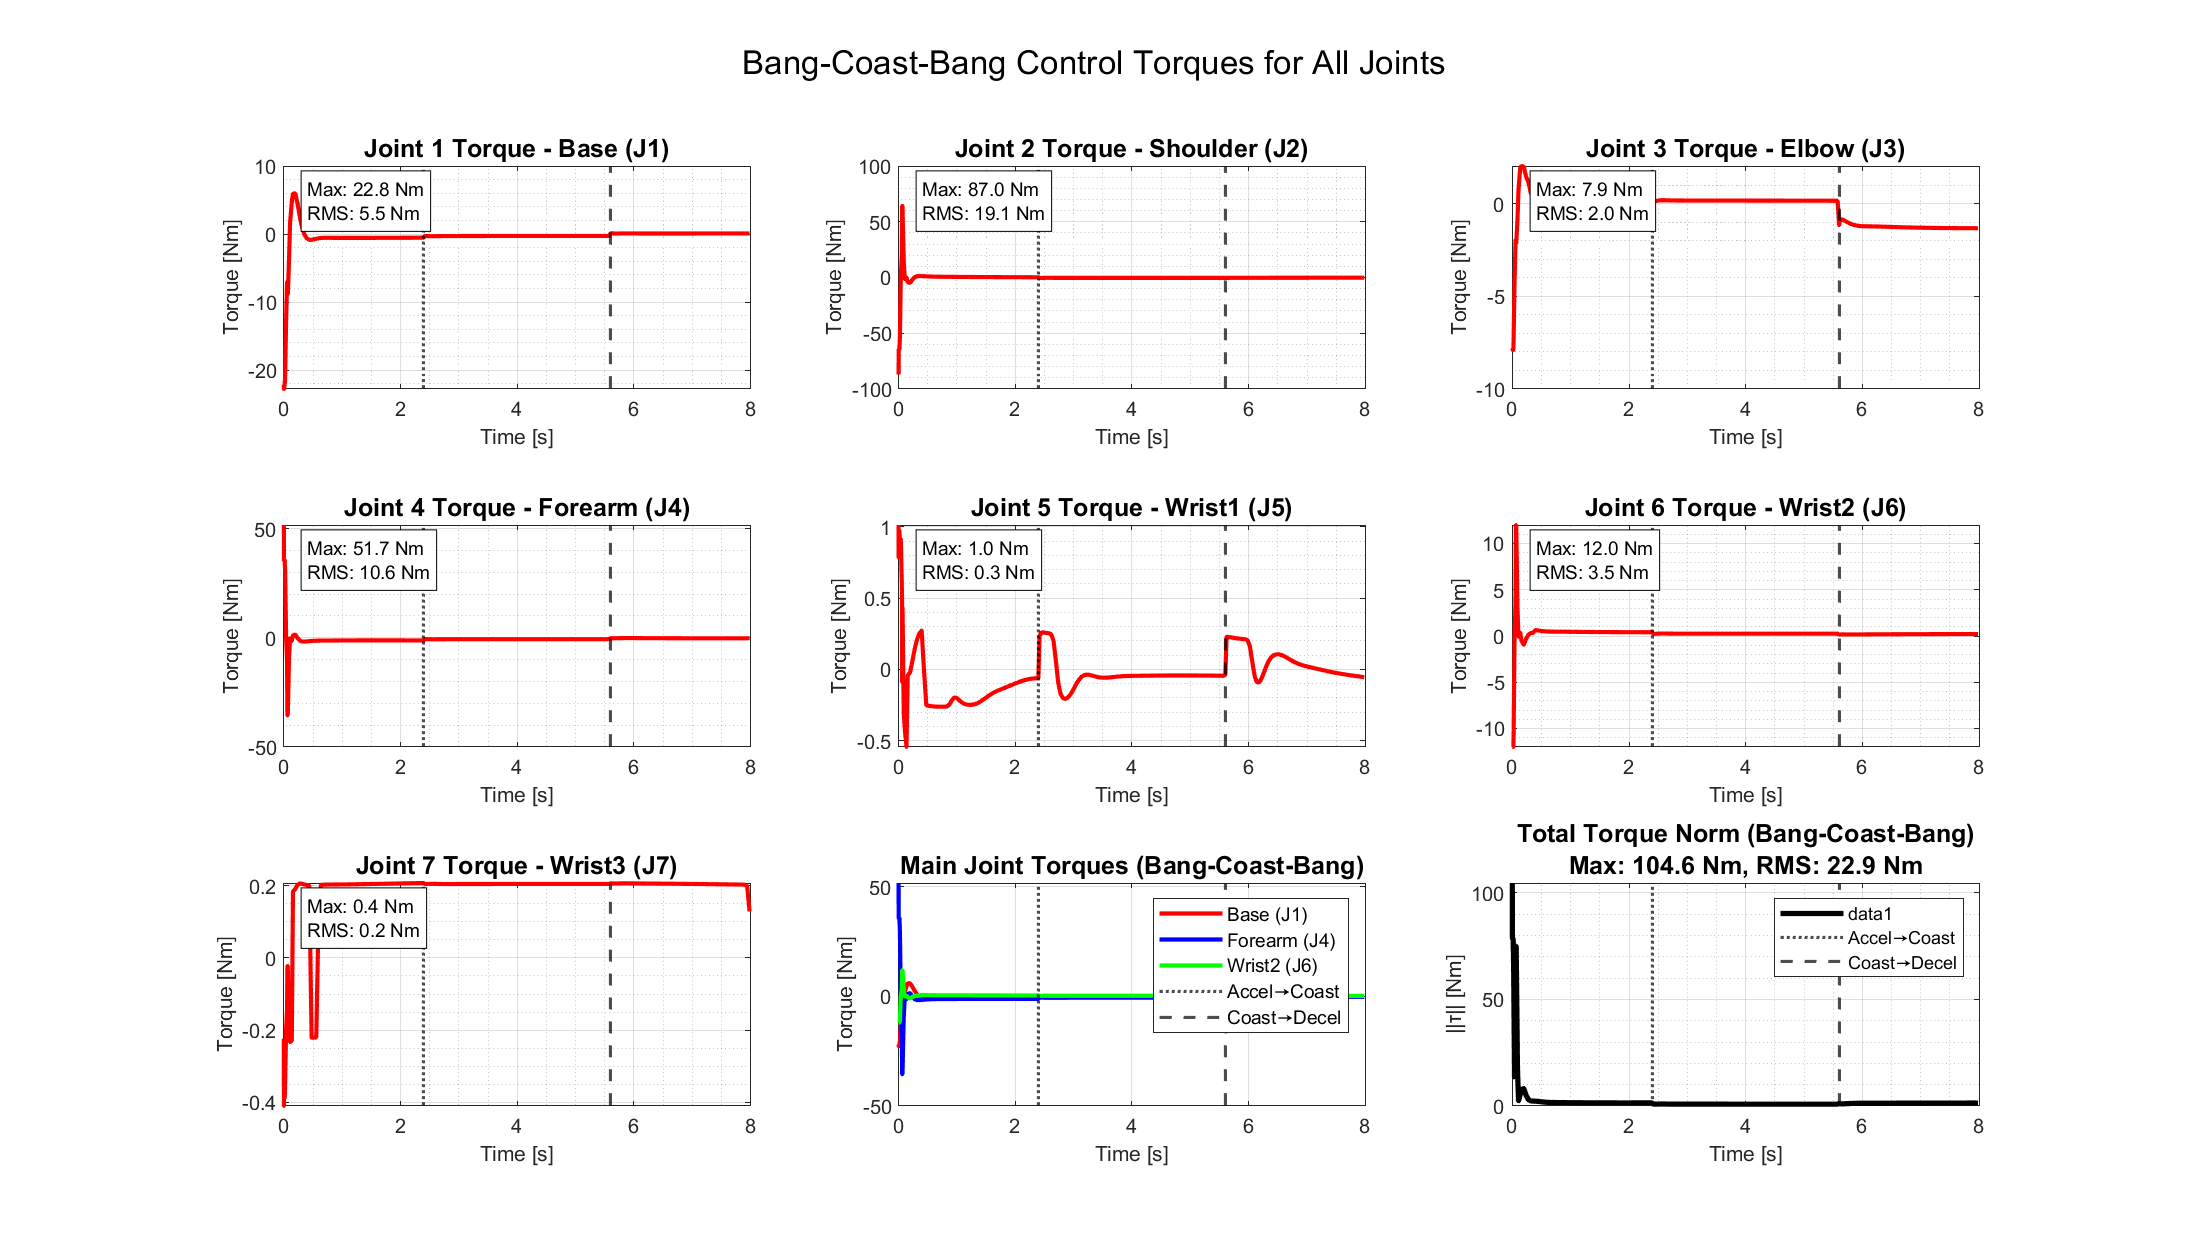 Bang-Coast-Bang Control Torques for All Joints
Joint 1 Torque - Base (J1)
Max: 22.8 Nm
RMS: 5.5 Nm
Torque [Nm]
10
0
-10
-20
0 2 4 6 8
Time [s]
Joint 2 Torque - Shoulder (J2)
Max: 87.0 Nm
RMS: 19.1 Nm
Torque [Nm]
100
50
0
-50
-100
0 2 4 6 8
Time [s]
Joint 3 Torque - Elbow (J3)
Max: 7.9 Nm
RMS: 2.0 Nm
Torque [Nm]
0
-5
-10
0 2 4 6 8
Time [s]
Joint 4 Torque - Forearm (J4)
Max: 51.7 Nm
RMS: 10.6 Nm
Torque [Nm]
50
0
-50
0 2 4 6 8
Time [s]
Joint 5 Torque - Wrist1 (J5)
Max: 1.0 Nm
RMS: 0.3 Nm
Torque [Nm]
1
0.5
0
-0.5
0 2 4 6 8
Time [s]
Joint 6 Torque - Wrist2 (J6)
Max: 12.0 Nm
RMS: 3.5 Nm
Torque [Nm]
10
5
0
-5
-10
0 2 4 6 8
Time [s]
Joint 7 Torque - Wrist3 (J7)
Max: 0.4 Nm
RMS: 0.2 Nm
Torque [Nm]
0.2
0
-0.2
-0.4
0 2 4 6 8
Time [s]
Main Joint Torques (Bang-Coast-Bang)
Base (J1)
Forearm (J4)
Wrist2 (J6)
Accel→Coast
Coast→Decel
Torque [Nm]
50
0
-50
0 2 4 6 8
Time [s]
Total Torque Norm (Bang-Coast-Bang)
Max: 104.6 Nm, RMS: 22.9 Nm
data1
Accel→Coast
Coast→Decel
||τ|| [Nm]
100
50
0
0 2 4 6 8
Time [s]